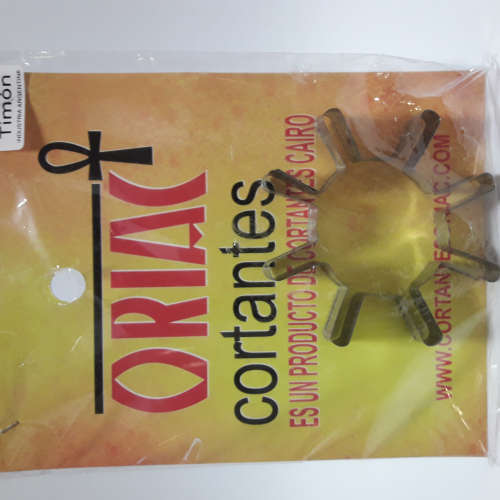 Timón
INDUSTRIA ARGENTINA
ORIAC
cortantes
ES UN PRODUCTO DE CORTANTES CAIRO
WWW.CORTANTESORIAC.COM